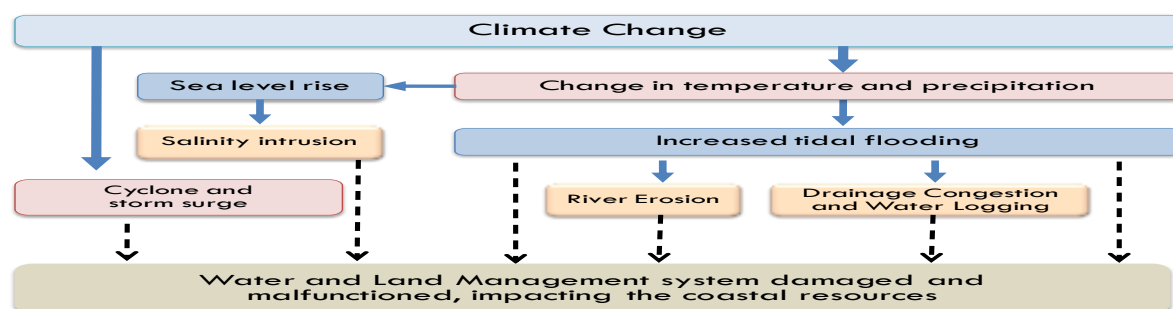 Climate Change
Sea level rise
Change in temperature and precipitation
Salinity intrusion
Increased tidal flooding
Cyclone and
storm surge
River Erosion
Drainage Congestion
and Water Logging
Water and Land Management system damaged and
malfunctioned, impacting the coastal resources